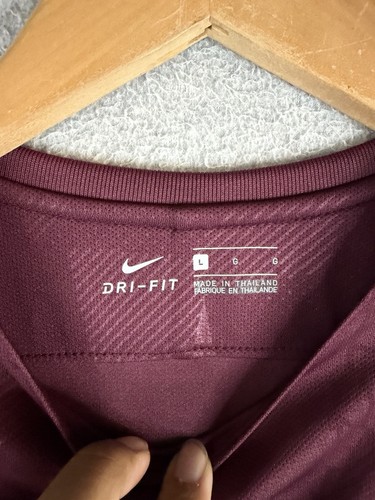 DRI-FIT
L G G
MADE IN THAILAND
FABRIQUE EN THAILANDE